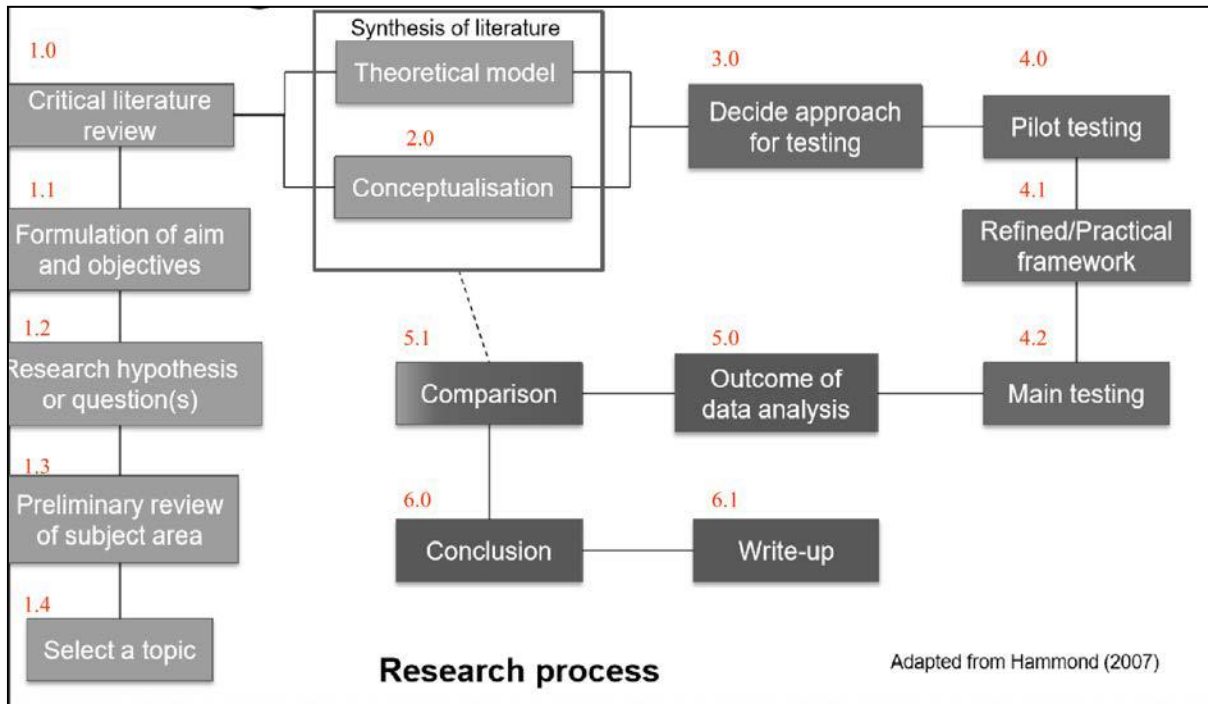 Synthesis of literature
1.0
Critical literature
review
Theoretical model
2.0
Conceptualisation
3.0
Decide approach
for testing
4.0
Pilot testing
1.1
Formulation of aim
and objectives
4.1
Refined/Practical
framework
1.2
Research hypothesis
or question(s)
5.1
Comparison
5.0
Outcome of
data analysis
4.2
Main testing
1.3
Preliminary review
of subject area
6.0
Conclusion
6.1
Write-up
1.4
Select a topic
Research process
Adapted from Hammond (2007)